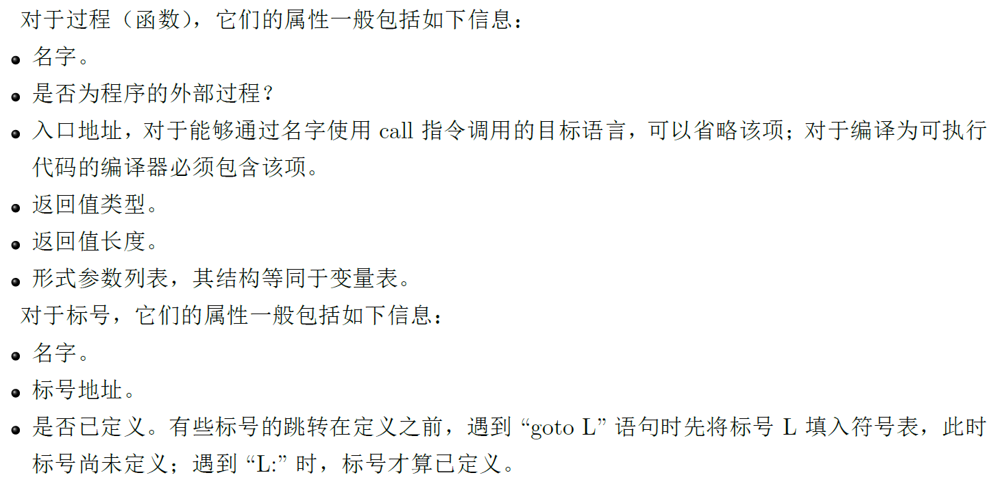 对于过程（函数），它们的属性一般包括如下信息：
• 名字。
• 是否为程序的外部过程？
• 入口地址，对于能够通过名字使用 call 指令调用的目标语言，可以省略该项；对于编译为可执行
代码的编译器必须包含该项。
• 返回值类型。
• 返回值长度。
• 形式参数列表，其结构等同于变量表。
对于标号，它们的属性一般包括如下信息：
• 名字。
• 标号地址。
• 是否已定义。有些标号的跳转在定义之前，遇到 “goto L” 语句时先将标号 L 填入符号表，此时
标号尚未定义；遇到 “L:” 时，标号才算已定义。